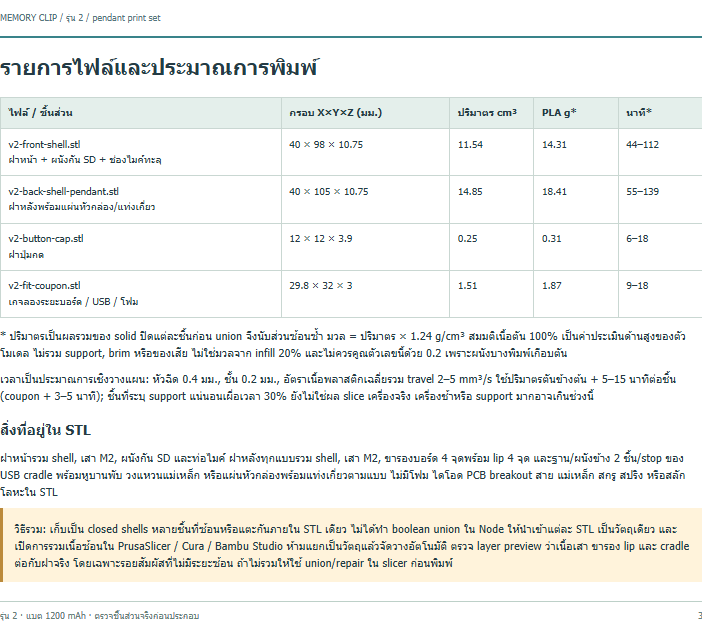 MEMORY CLIP / รุ่น 2 / pendant print set
รายการไฟล์และประมาณการพิมพ์
ไฟล์ / ชิ้นส่วน กรอบ X×Y×Z (มม.) ปริมาตร cm³ PLA g* นาที*
v2-front-shell.stl 40 × 98 × 10.75 11.54 14.31 44–112
ฝาหน้า + ผนังกัน SD + ช่องไมค์ทะลุ
v2-back-shell-pendant.stl 40 × 105 × 10.75 14.85 18.41 55–139
ฝาหลังพร้อมแผ่นหัวกล่อง/แท่งเกี่ยว
v2-button-cap.stl 12 × 12 × 3.9 0.25 0.31 6–18
ฝาปุ่มกด
v2-fit-coupon.stl 29.8 × 32 × 3 1.51 1.87 9–18
เกจลองระยะบอร์ด / USB / โฟม
* ปริมาตรเป็นผลรวมของ solid ปิดแต่ละชิ้นก่อน union จึงนับส่วนซ้อนซ้ำ มวล = ปริมาตร × 1.24 g/cm³ สมมติเนื้อตัน 100% เป็นค่าประเมินด้านสูงของตัว
โมเดล ไม่รวม support, brim หรือของเสีย ไม่ใช่มวลจาก infill 20% และไม่ควรคูณตัวเลขนี้ด้วย 0.2 เพราะผนังบางพิมพ์เกือบตัน
เวลาเป็นประมาณการเชิงวางแผน: หัวฉีด 0.4 มม., ชั้น 0.2 มม., อัตราเนื้อพลาสติกเฉลี่ยรวม travel 2–5 mm³/s ใช้ปริมาตรตันข้างต้น + 5–15 นาทีต่อชิ้น
(coupon + 3–5 นาที); ชิ้นที่ระบุ support แน่นอนเผื่อเวลา 30% ยังไม่ใช่ผล slice เครื่องจริง เครื่องช้าหรือ support มากอาจเกินช่วงนี้
สิ่งที่อยู่ใน STL
ฝาหน้ารวม shell, เสา M2, ผนังกัน SD และท่อไมค์ ฝาหลังทุกแบบรวม shell, เสา M2, ขารองบอร์ด 4 จุดพร้อม lip 4 จุด และฐาน/ผนังข้าง 2 ชิ้น/stop ของ
USB cradle พร้อมหูบานพับ วงแหวนแม่เหล็ก หรือแผ่นหัวกล่องพร้อมแท่งเกี่ยวตามแบบ ไม่มีโฟม ไดโอด PCB breakout สาย แม่เหล็ก สกรู สปริง หรือสลัก
โลหะใน STL
วิธีรวม: เก็บเป็น closed shells หลายชิ้นที่ซ้อนหรือแตะกันภายใน STL เดียว ไม่ได้ทำ boolean union ใน Node ให้นำเข้าแต่ละ STL เป็นวัตถุเดียว และ
เปิดการรวมเนื้อซ้อนใน PrusaSlicer / Cura / Bambu Studio ห้ามแยกเป็นวัตถุแล้วจัดวางอัตโนมัติ ตรวจ layer preview ว่าเนื้อเสา ขารอง lip และ cradle
ต่อกับฝาจริง โดยเฉพาะรอยสัมผัสที่ไม่มีระยะซ้อน ถ้าไม่รวมให้ใช้ union/repair ใน slicer ก่อนพิมพ์
รุ่น 2 · แบต 1200 mAh · ตรวจชิ้นส่วนจริงก่อนประกอบ 3